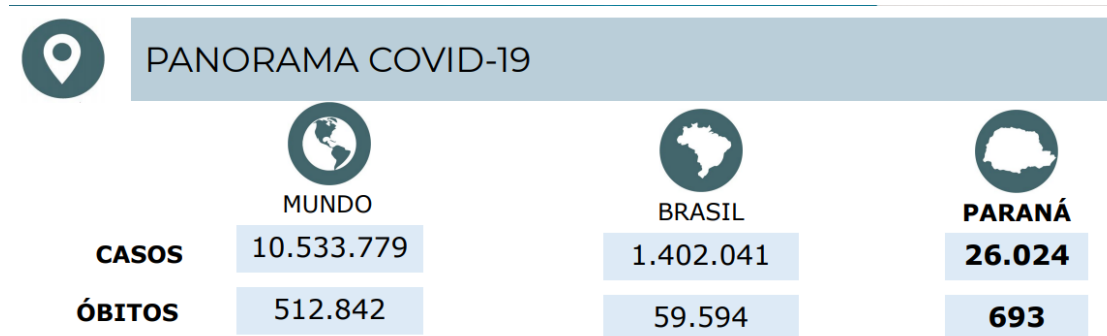 PANORAMA COVID-19
MUNDO BRASIL PARANÁ
CASOS 10.533.779 1.402.041 26.024
ÓBITOS 512.842 59.594 693